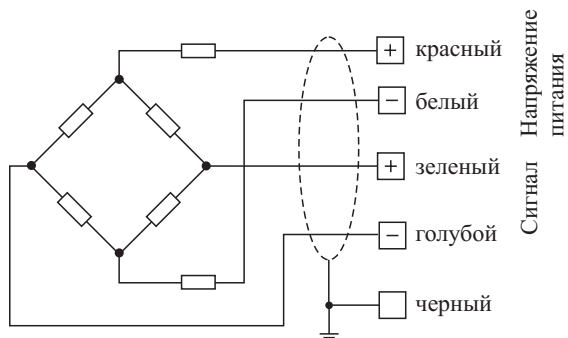 + красный
− белый
+ зеленый
− голубой
черный
Напряжение
питания
Сигнал